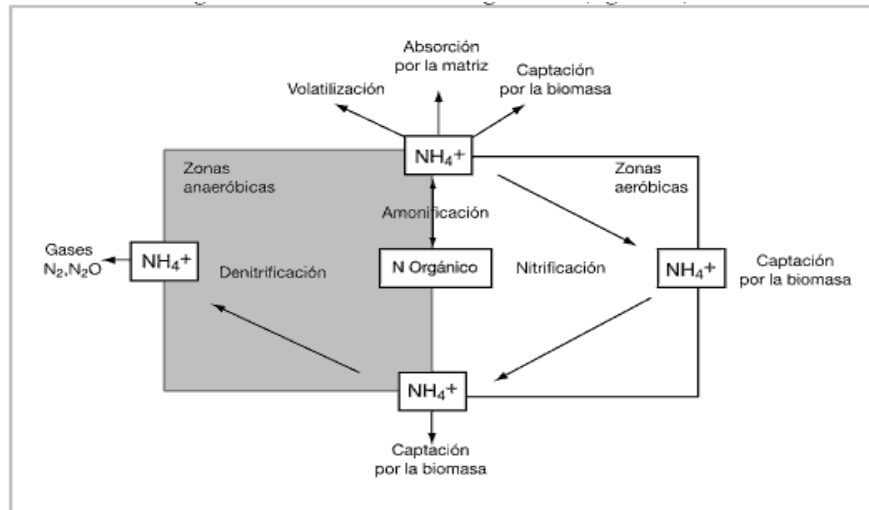 Absorción
por la matriz
Captación
por la biomasa
Volatilización
NH₄+
Zonas
anaeróbicas
Zonas
aeróbicas
Amonificación
Gases
N₂,N₂O
NH₄+
Denitrificación
N Orgánico
Nitrificación
NH₄+
Captación
por la biomasa
NH₄+
Captación
por la biomasa